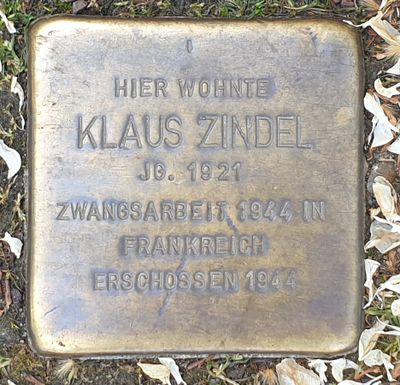 HIER WOHNTE
KLAUS ZINDEL
JG. 1921
ZWANGSARBEIT 1944 IN
FRANKREICH
ERSCHOSSEN 1944